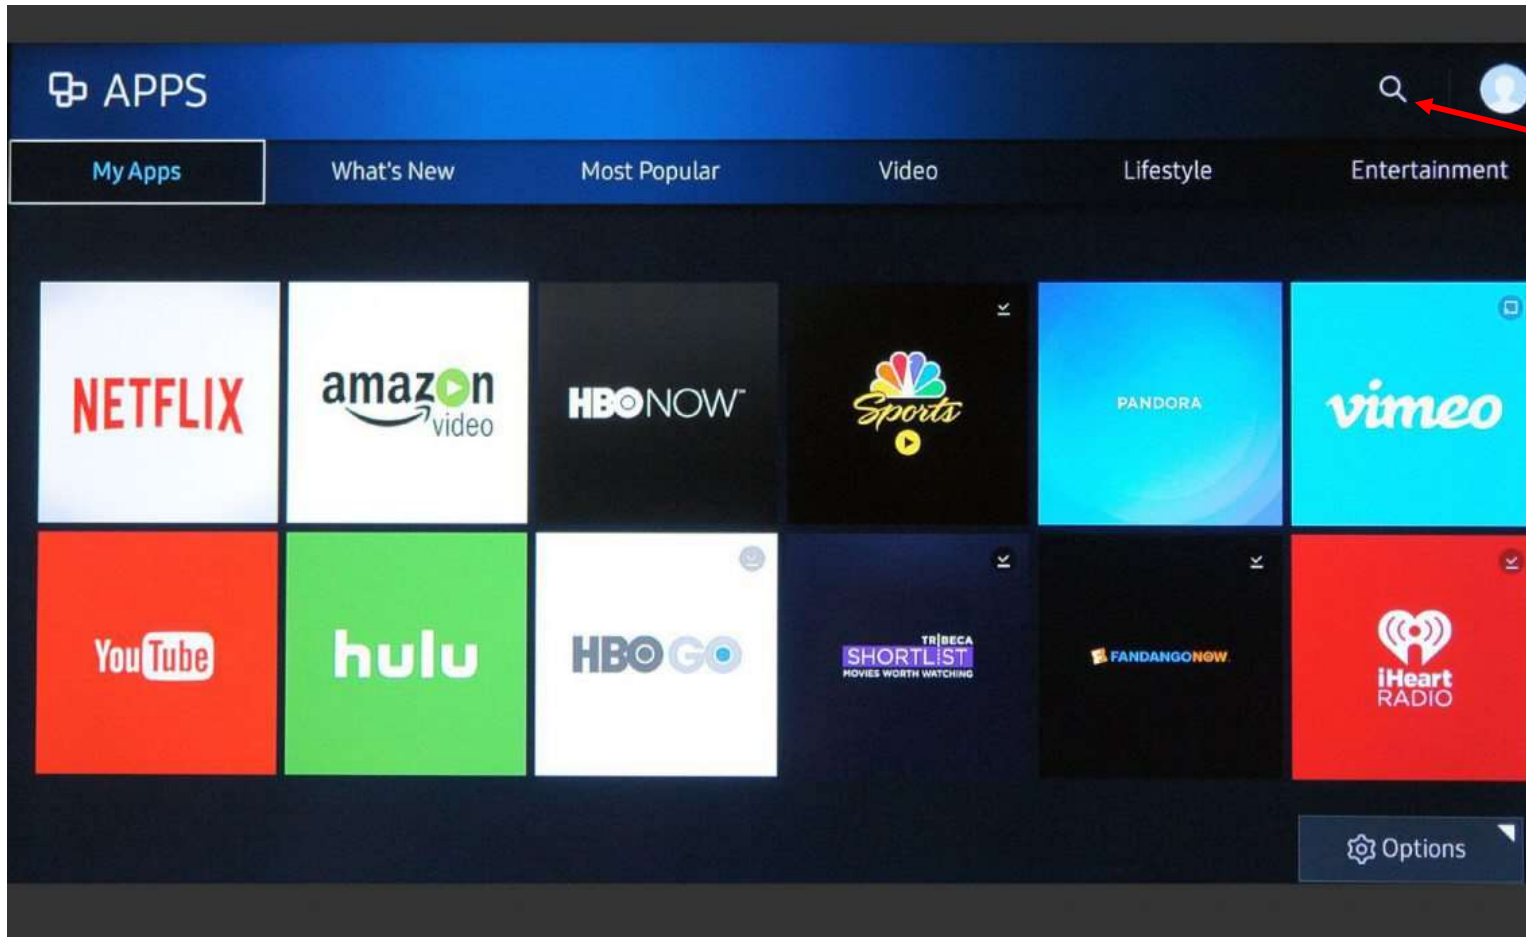 APPS
My Apps
What's New
Most Popular
Video
Lifestyle
Entertainment
NETFLIX
amazon
video
HBO NOW™
Sports
PANDORA
vimeo
YouTube
hulu
HBO GO
TRIBECA
SHORTLIST
MOVIES WORTH WATCHING
FANDANGONOW
iHeart
RADIO
Options